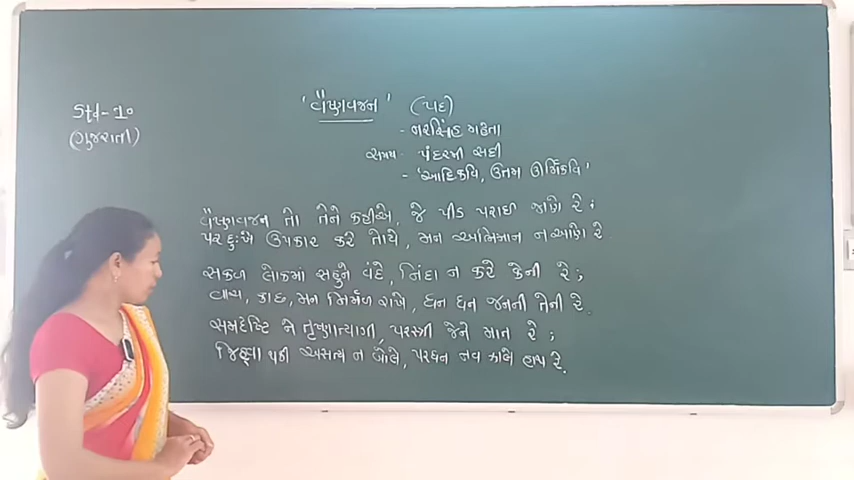 Std-10
(ગુજરાતી)
'વૈષ્ણવજન' (પદ)
- નરસિંહ મહેતા
સમય - પંદરમી સદી
- 'આદિકવિ, ઉત્તમ ઊર્મિકવિ'
વૈષ્ણવજન તો તેને કહીએ, જે પીડ પરાઈ જાણે રે;
પરદુઃખે ઉપકાર કરે તોયે, મન અભિમાન ન આણે રે.
સકળ લોકમાં સહુને વંદે, નિંદા ન કરે કેની રે;
વાચ, કાછ, મન નિર્મળ રાખે, ધન ધન જનની તેની રે.
સમદૃષ્ટિ ને તૃષ્ણાત્યાગી, પરસ્ત્રી જેને માત રે;
જિહ્વા થકી અસત્ય ન બોલે, પરધન નવ ઝાલે હાથ રે.